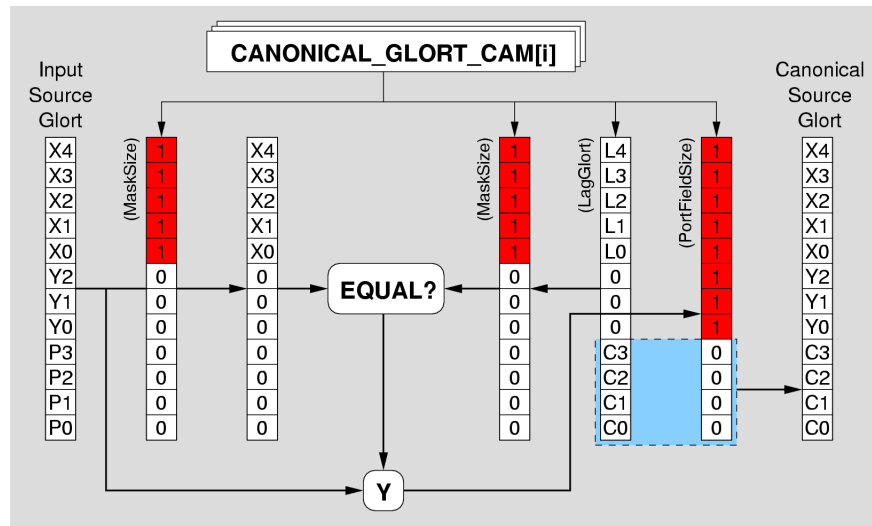 CANONICAL_GLORT_CAM[i]
Input
Source
Glort
Canonical
Source
Glort
(MaskSize)
(MaskSize)
(LagGlort)
(PortFieldSize)
X4 1 X4 1 L4 1 X4
X3 1 X3 1 L3 1 X3
X2 1 X2 1 L2 1 X2
X1 1 X1 1 L1 1 X1
X0 1 X0 1 L0 1 X0
Y2 0 0 0 0 1 Y2
Y1 0 0 EQUAL? 0 0 1 Y1
Y0 0 0 0 0 1 Y0
P3 0 0 0 C3 0 C3
P2 0 0 0 C2 0 C2
P1 0 0 0 C1 0 C1
P0 0 0 0 C0 0 C0
Y